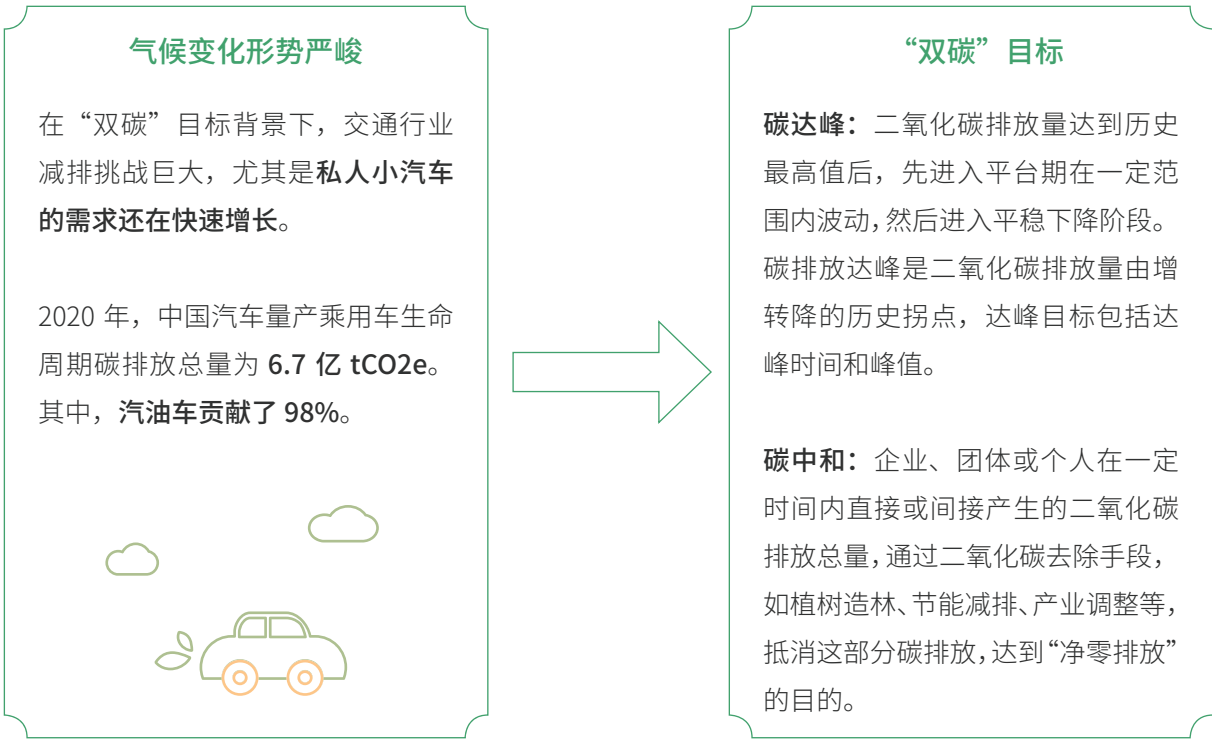 气候变化形势严峻
在“双碳”目标背景下，交通行业
减排挑战巨大，尤其是私人小汽车
的需求还在快速增长。
2020 年，中国汽车量产乘用车生命
周期碳排放总量为 6.7 亿 tCO2e。
其中，汽油车贡献了 98%。
“双碳”目标
碳达峰：二氧化碳排放量达到历史
最高值后，先进入平台期在一定范
围内波动，然后进入平稳下降阶段。
碳排放达峰是二氧化碳排放量由增
转降的历史拐点，达峰目标包括达
峰时间和峰值。
碳中和：企业、团体或个人在一定
时间内直接或间接产生的二氧化碳
排放总量，通过二氧化碳去除手段，
如植树造林、节能减排、产业调整等，
抵消这部分碳排放，达到“净零排放”
的目的。